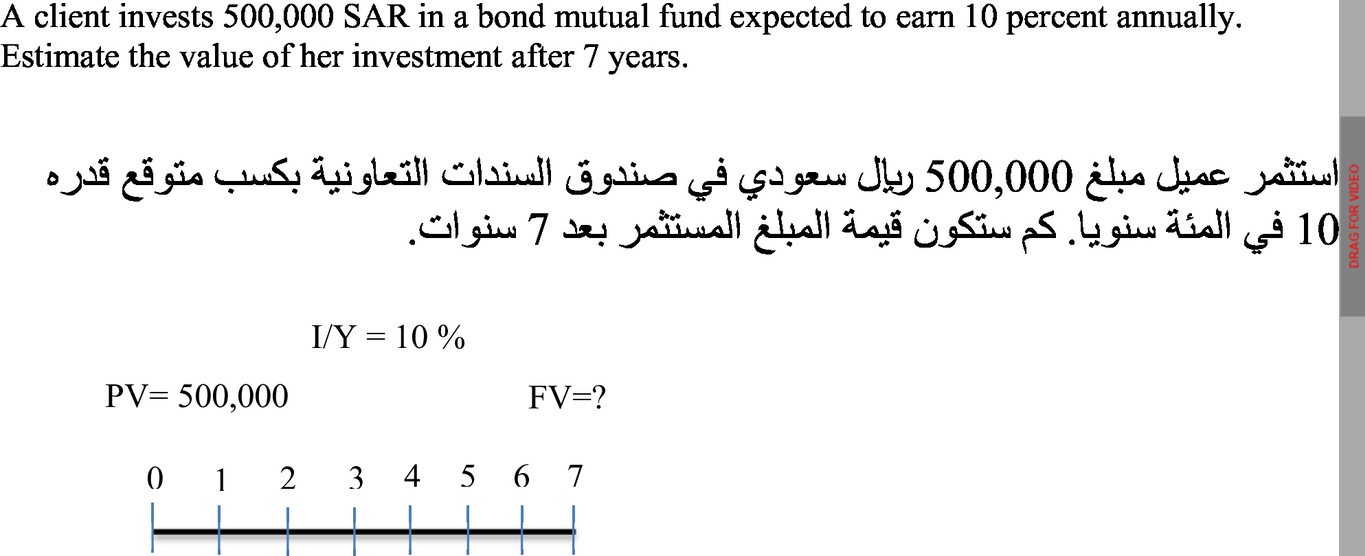 A client invests 500,000 SAR in a bond mutual fund expected to earn 10 percent annually.
Estimate the value of her investment after 7 years.
استثمر عميل مبلغ 500,000 ريال سعودي في صندوق السندات التعاونية بكسب متوقع قدره
10 في المئة سنويا. كم ستكون قيمة المبلغ المستثمر بعد 7 سنوات.
I/Y = 10 %
PV= 500,000 FV=?
0 1 2 3 4 5 6 7
DRAG FOR VIDEO